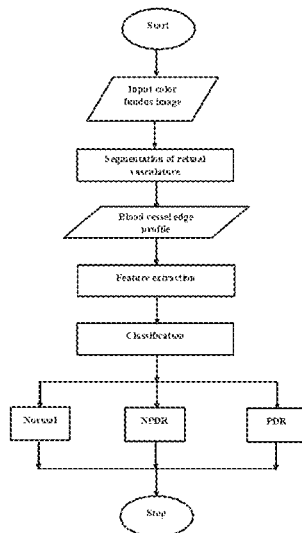 Start
Input color
fundus image
Segmentation of retinal
vasculature
Blood vessel edge
profile
Feature extraction
Classification
Normal
NPDR
PDR
Stop